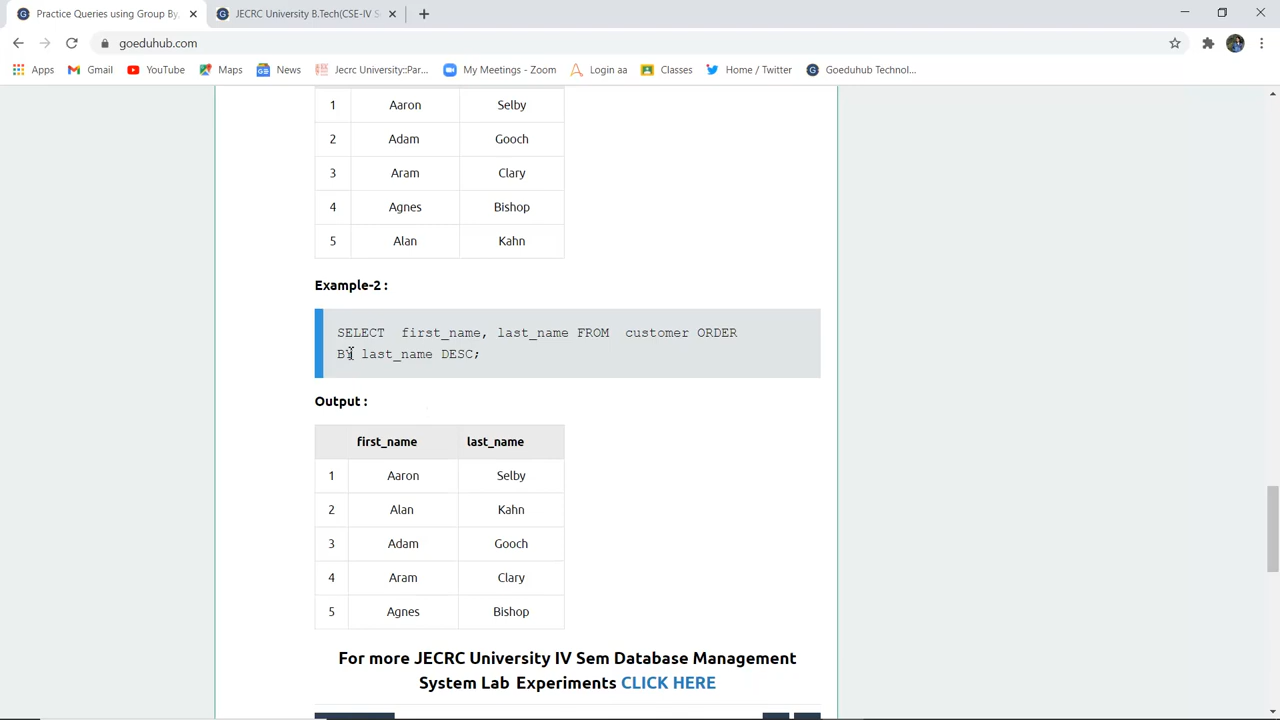 Practice Queries using Group By,
JECRC University B.Tech(CSE-IV S
goeduhub.com
Apps Gmail YouTube Maps News Jecrc University::Par... My Meetings - Zoom Login aa Classes Home / Twitter Goeduhub Technol...
1 Aaron Selby
2 Adam Gooch
3 Aram Clary
4 Agnes Bishop
5 Alan Kahn
Example-2 :
SELECT first_name, last_name FROM customer ORDER
BY last_name DESC;
Output :
first_name last_name
1 Aaron Selby
2 Alan Kahn
3 Adam Gooch
4 Aram Clary
5 Agnes Bishop
For more JECRC University IV Sem Database Management
System Lab Experiments CLICK HERE